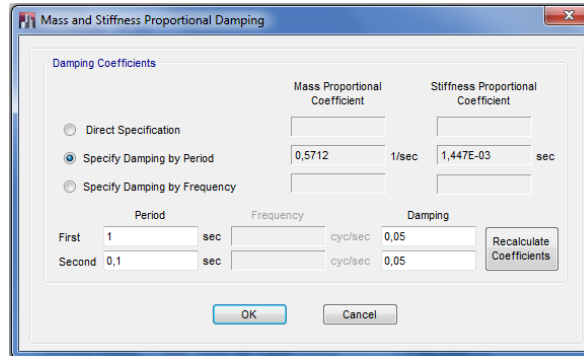 Mass and Stiffness Proportional Damping
Damping Coefficients
Mass Proportional Coefficient
Stiffness Proportional Coefficient
Direct Specification
Specify Damping by Period 0,5712 1/sec 1,447E-03 sec
Specify Damping by Frequency
Period Frequency Damping
First 1 sec cyc/sec 0,05
Second 0,1 sec cyc/sec 0,05
Recalculate Coefficients
OK Cancel